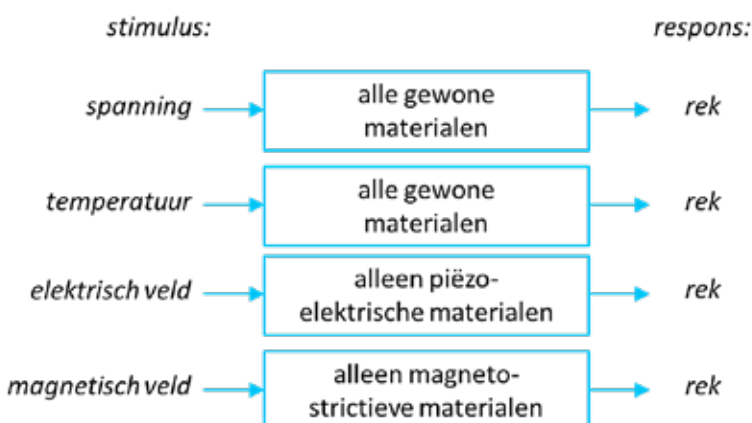 stimulus: respons:
spanning alle gewone materialen rek
temperatuur alle gewone materialen rek
elektrisch veld alleen piëzo- elektrische materialen rek
magnetisch veld alleen magneto- strictieve materialen rek